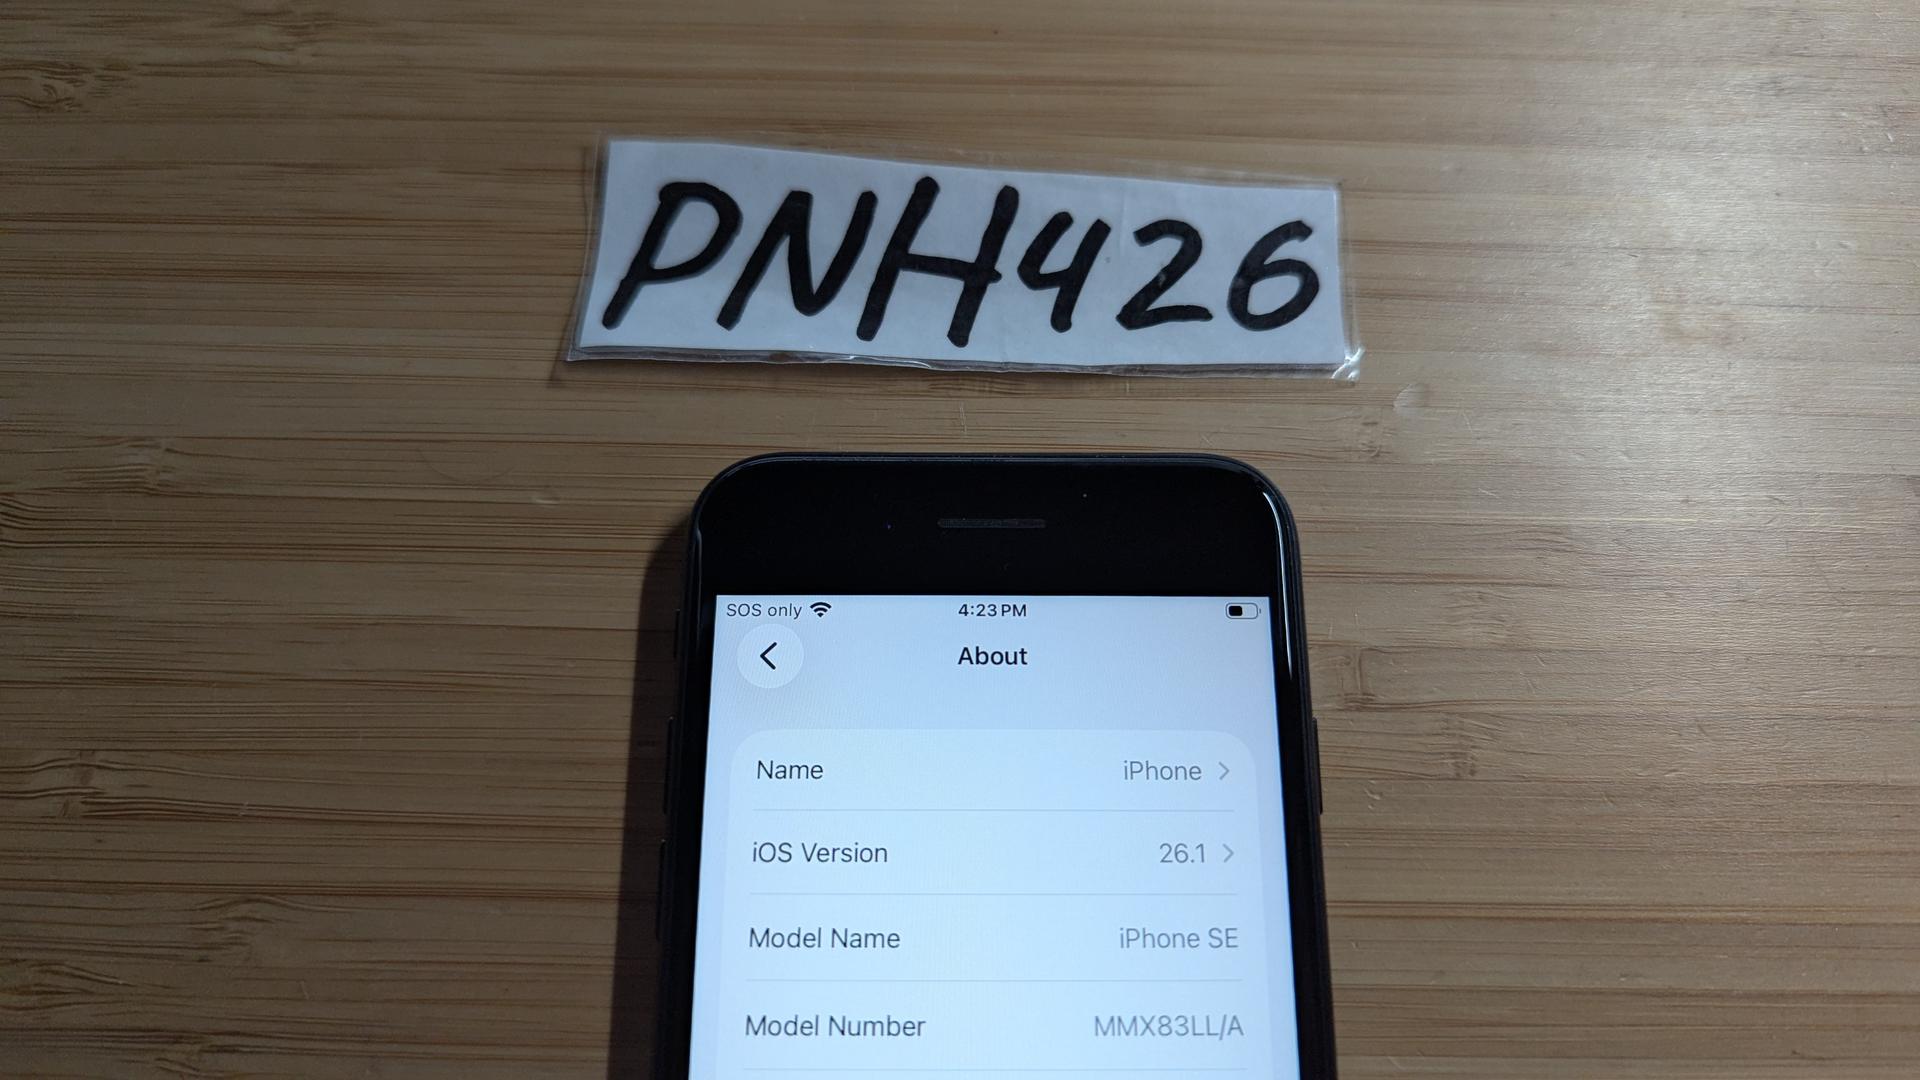 PNH426
SOS only 4:23 PM
About
Name iPhone
iOS Version 26.1
Model Name iPhone SE
Model Number MMX83LL/A